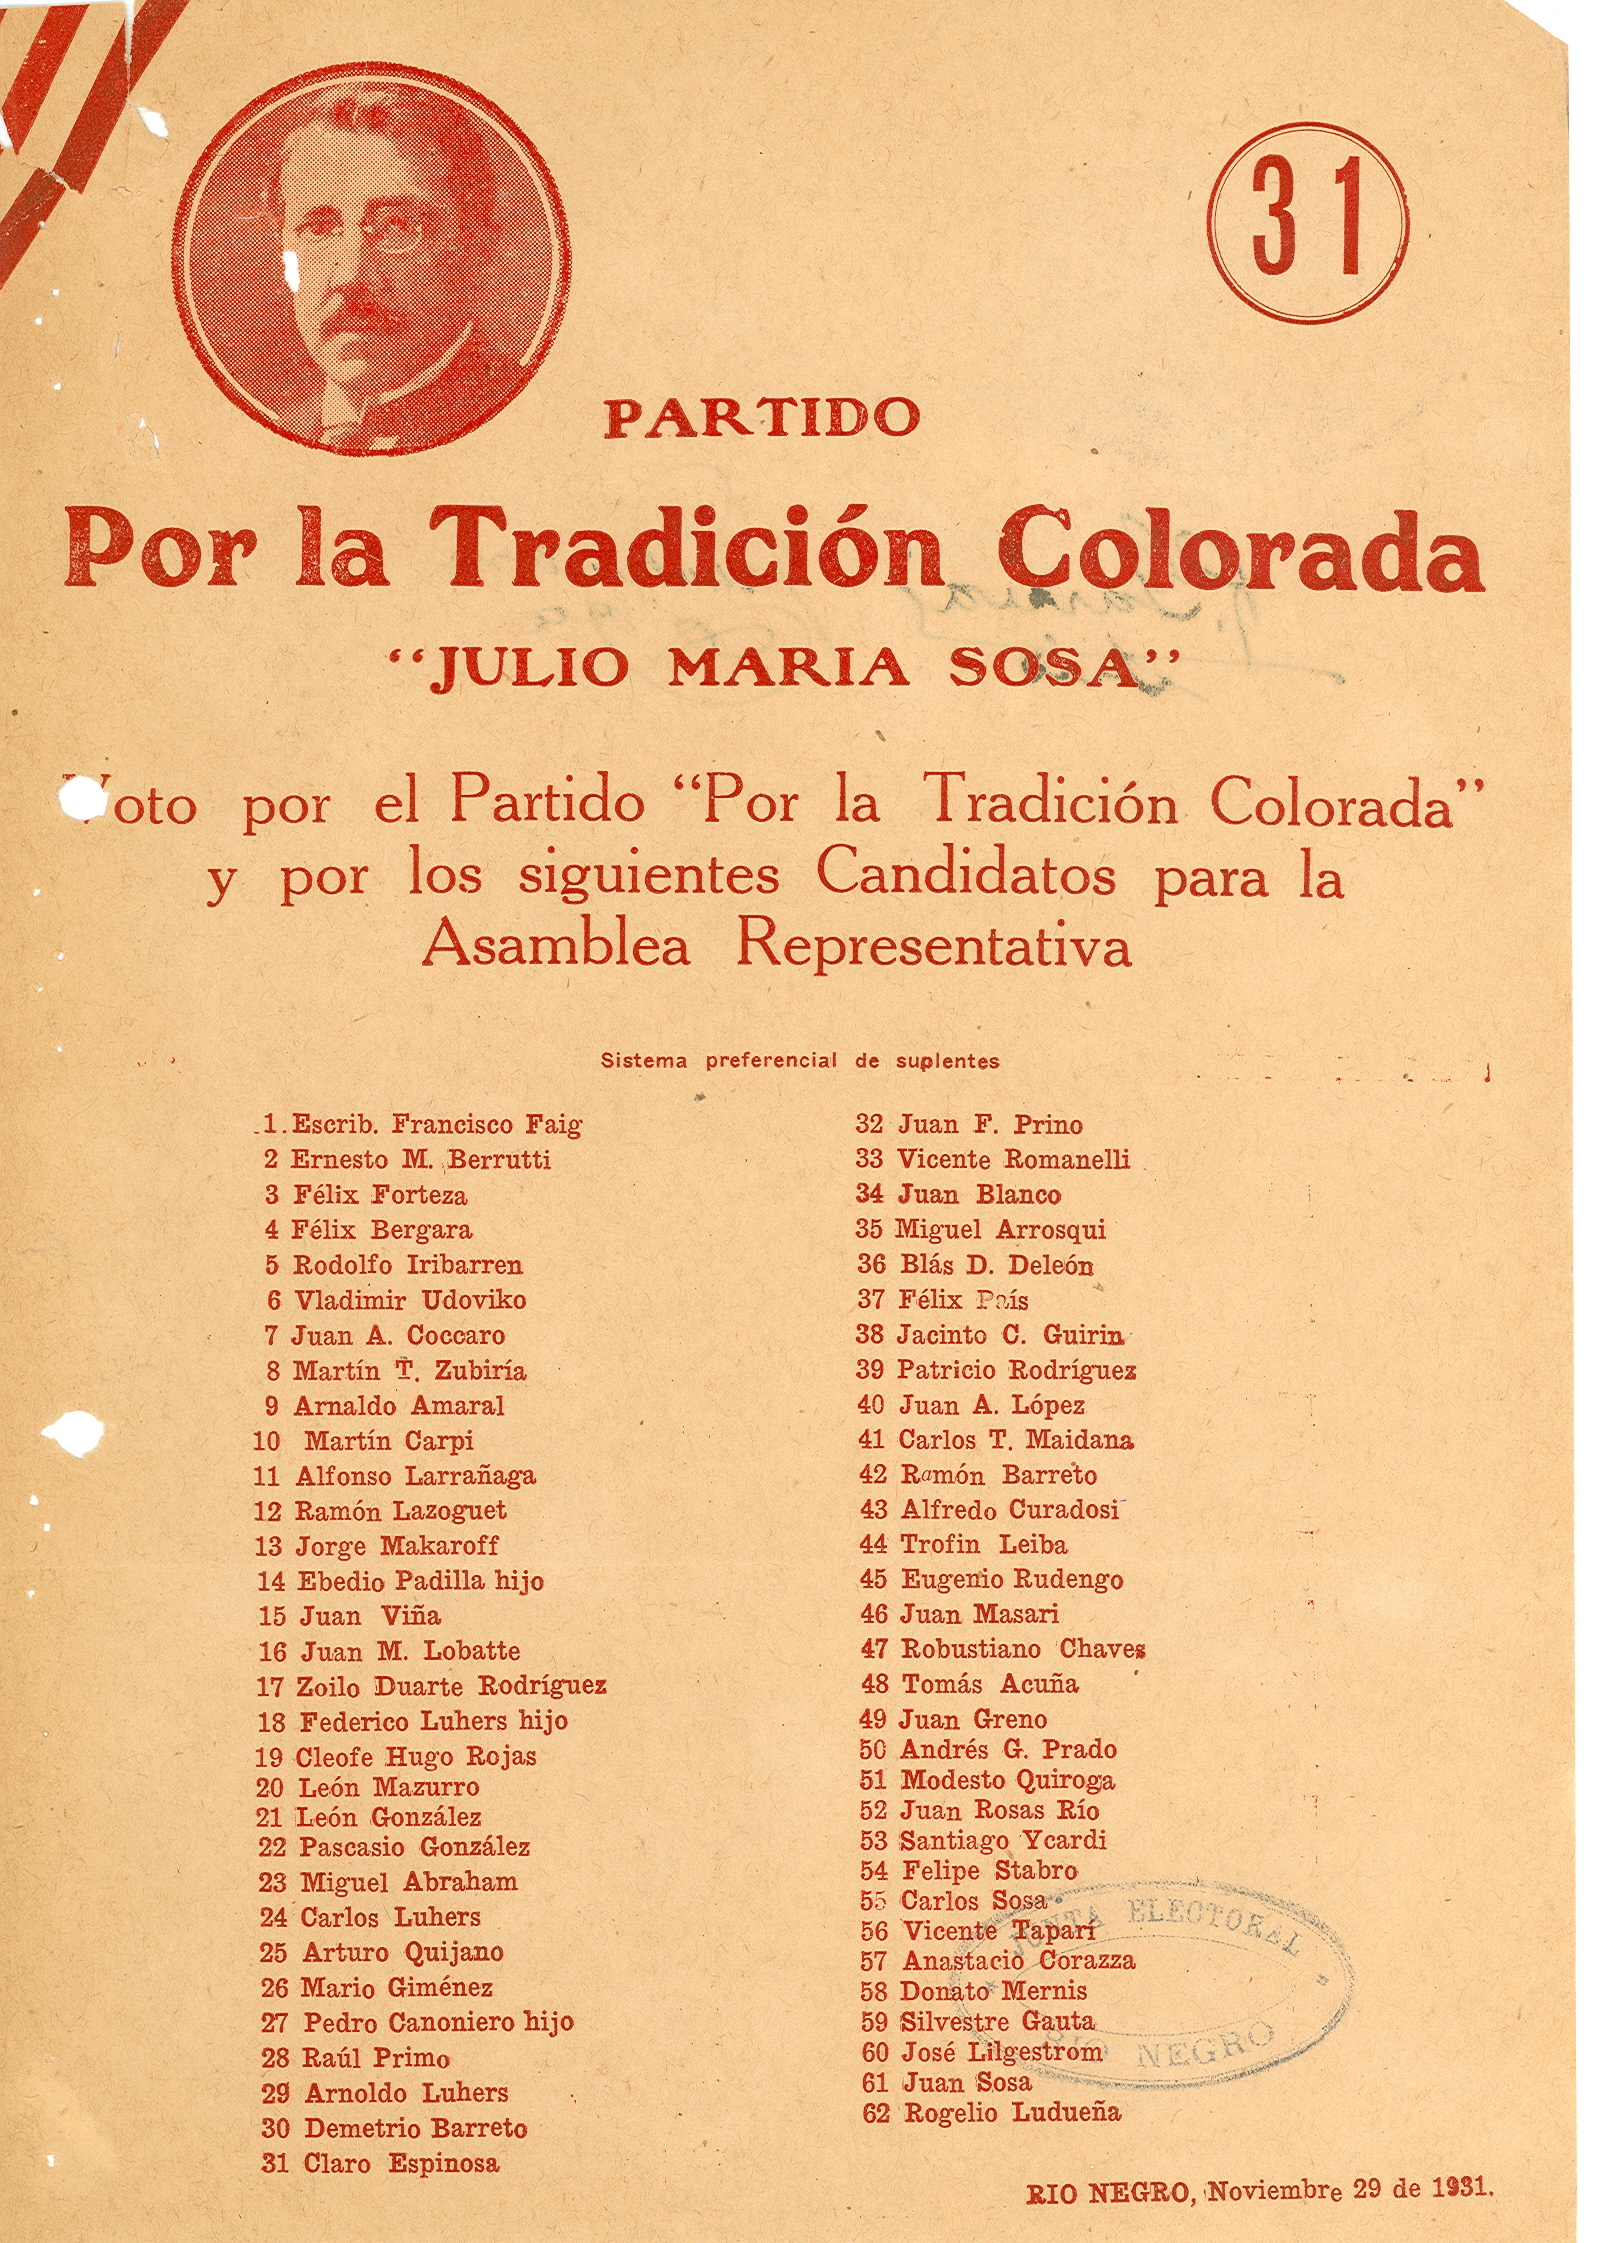 31
PARTIDO
Por la Tradición Colorada
“JULIO MARIA SOSA”
Voto por el Partido “Por la Tradición Colorada”
y por los siguientes Candidatos para la
Asamblea Representativa
Sistema preferencial de suplentes
1. Escrib. Francisco Faig
2 Ernesto M. Berrutti
3 Félix Forteza
4 Félix Bergara
5 Rodolfo Iribarren
6 Vladimir Udoviko
7 Juan A. Coccaro
8 Martín T. Zubiría
9 Arnaldo Amaral
10 Martín Carpi
11 Alfonso Larrañaga
12 Ramón Lazoguet
13 Jorge Makaroff
14 Ebedio Padilla hijo
15 Juan Viña
16 Juan M. Lobatte
17 Zoilo Duarte Rodríguez
18 Federico Luhers hijo
19 Cleofe Hugo Rojas
20 León Mazurro
21 León González
22 Pascasio González
23 Miguel Abraham
24 Carlos Luhers
25 Arturo Quijano
26 Mario Giménez
27 Pedro Canoniero hijo
28 Raúl Primo
29 Arnoldo Luhers
30 Demetrio Barreto
31 Claro Espinosa
32 Juan F. Prino
33 Vicente Romanelli
34 Juan Blanco
35 Miguel Arrosqui
36 Blás D. Deleón
37 Félix País
38 Jacinto C. Guirin
39 Patricio Rodríguez
40 Juan A. López
41 Carlos T. Maidana
42 Ramón Barreto
43 Alfredo Curadosi
44 Trofin Leiba
45 Eugenio Rudengo
46 Juan Masari
47 Robustiano Chaves
48 Tomás Acuña
49 Juan Greno
50 Andrés G. Prado
51 Modesto Quiroga
52 Juan Rosas Río
53 Santiago Ycardi
54 Felipe Stabro
55 Carlos Sosa
56 Vicente Taparí
57 Anastacio Corazza
58 Donato Mernis
59 Silvestre Gauta
60 José Lilgestrom
61 Juan Sosa
62 Rogelio Ludueña
JUNTA ELECTORAL
RIO NEGRO
RIO NEGRO, Noviembre 29 de 1931.